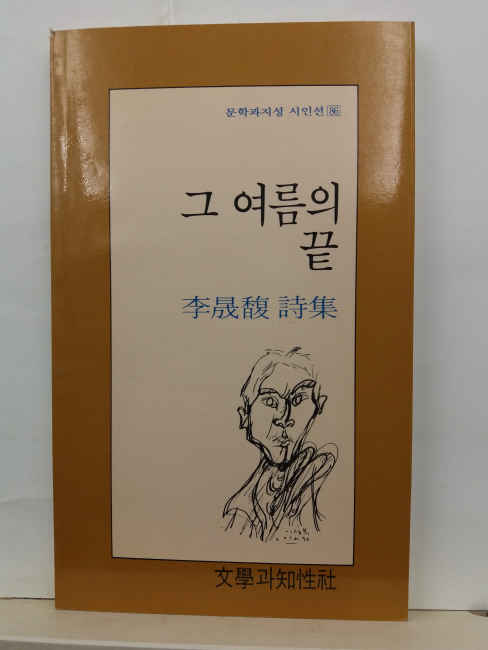 문학과지성 시인선 86
그 여름의
끝
李晟馥 詩集
文學과知性社